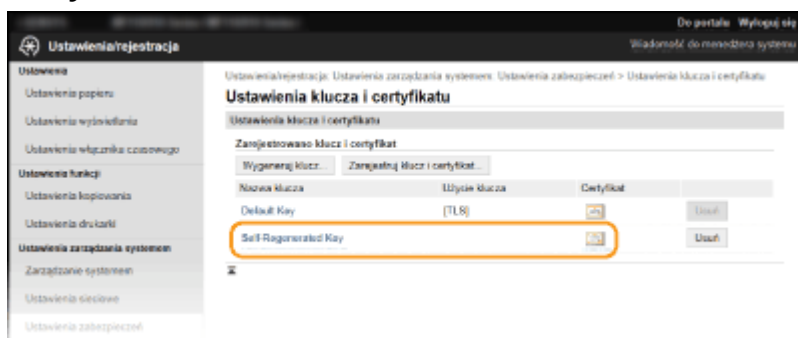 Do portalu Wyloguj się
Ustawienia/rejestracja
Wiadomość do menedżera systemu
Ustawienia
Ustawienia papieru
Ustawienia wyświetlania
Ustawienia włącznika czasowego
Ustawienia funkcji
Ustawienia kopiowania
Ustawienia drukarki
Ustawienia zarządzania systemem
Zarządzanie systemem
Ustawienia sieciowe
Ustawienia zabezpieczeń
Ustawienia/rejestracja: Ustawienia zarządzania systemem: Ustawienia zabezpieczeń > Ustawienia klucza i certyfikatu
Ustawienia klucza i certyfikatu
Ustawienia klucza i certyfikatu
Zarejestrowano klucz i certyfikat
Wygeneruj klucz... Zarejestruj klucz i certyfikat...
Nazwa klucza Użycie klucza Certyfikat
Default Key [TLS] Usuń
Self-Regenerated Key Usuń